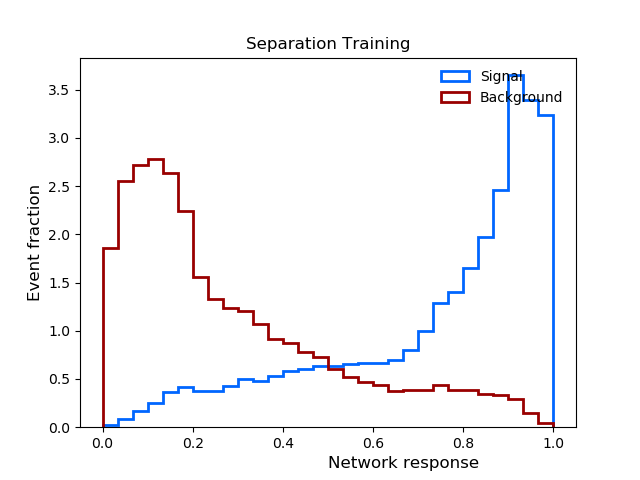 Separation Training
Signal
Background
Event fraction
3.5
3.0
2.5
2.0
1.5
1.0
0.5
0.0
0.0 0.2 0.4 0.6 0.8 1.0
Network response